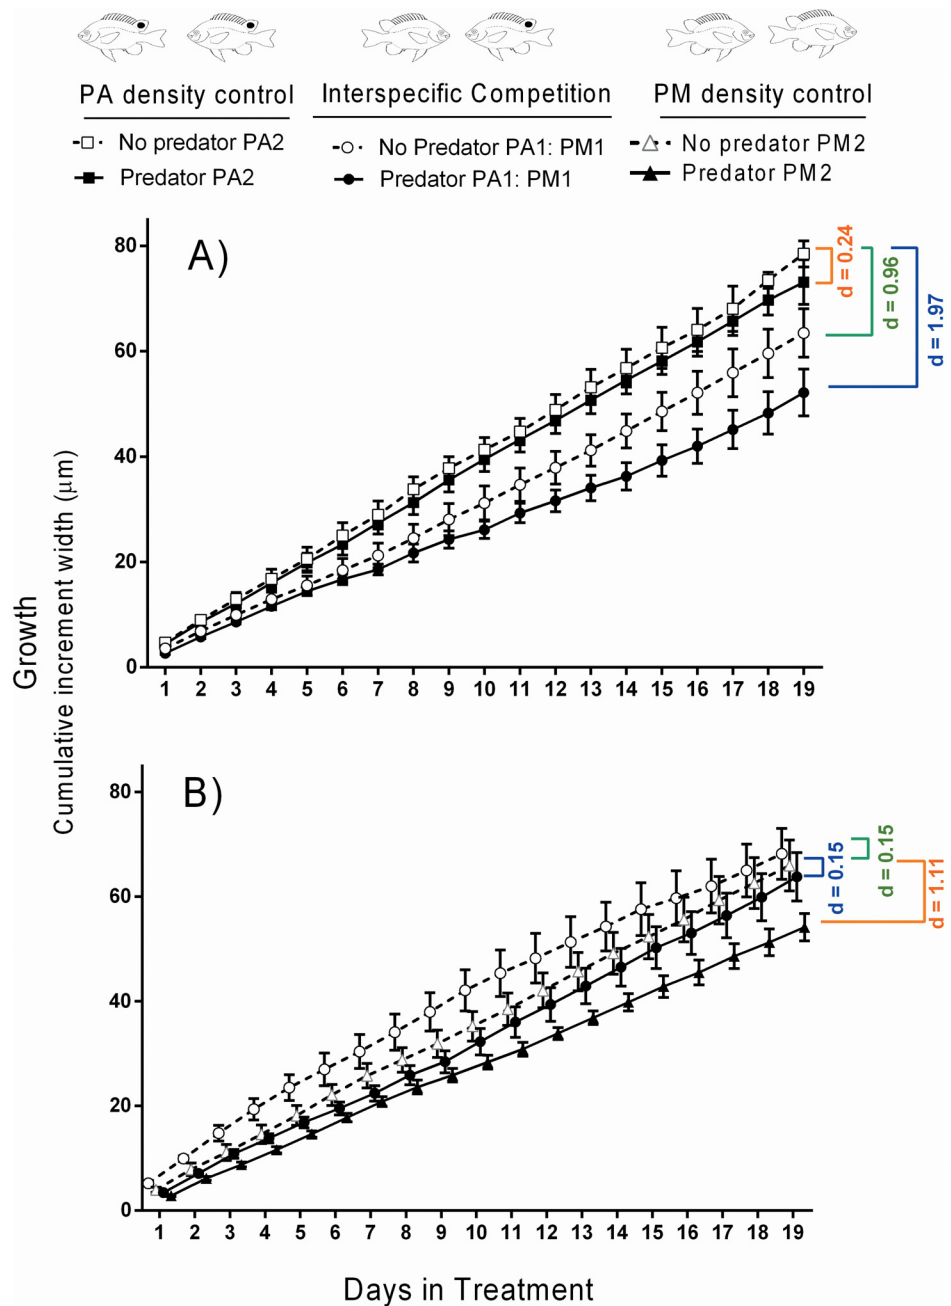 PA density control
Interspecific Competition
PM density control
No predator PA2
No Predator PA1: PM1
No predator PM2
Predator PA2
Predator PA1: PM1
Predator PM2
A)
80
60
40
20
0
1 2 3 4 5 6 7 8 9 10 11 12 13 14 15 16 17 18 19
d = 0.24
d = 0.96
d = 1.97
Growth
Cumulative increment width (μm)
B)
80
60
40
20
0
1 2 3 4 5 6 7 8 9 10 11 12 13 14 15 16 17 18 19
d = 0.15
d = 0.15
d = 1.11
Days in Treatment